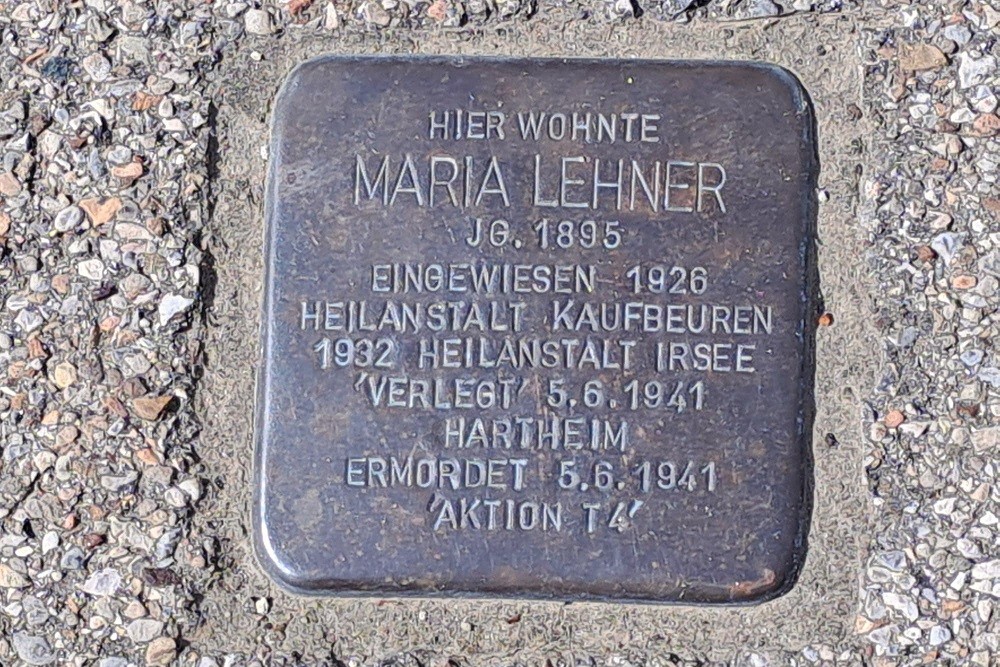 HIER WOHNTE
MARIA LEHNER
JG. 1895
EINGEWIESEN 1926
HEILANSTALT KAUFBEUREN
1932 HEILANSTALT IRSEE
'VERLEGT' 5.6.1941
HARTHEIM
ERMORDET 5.6.1941
'AKTION T4'